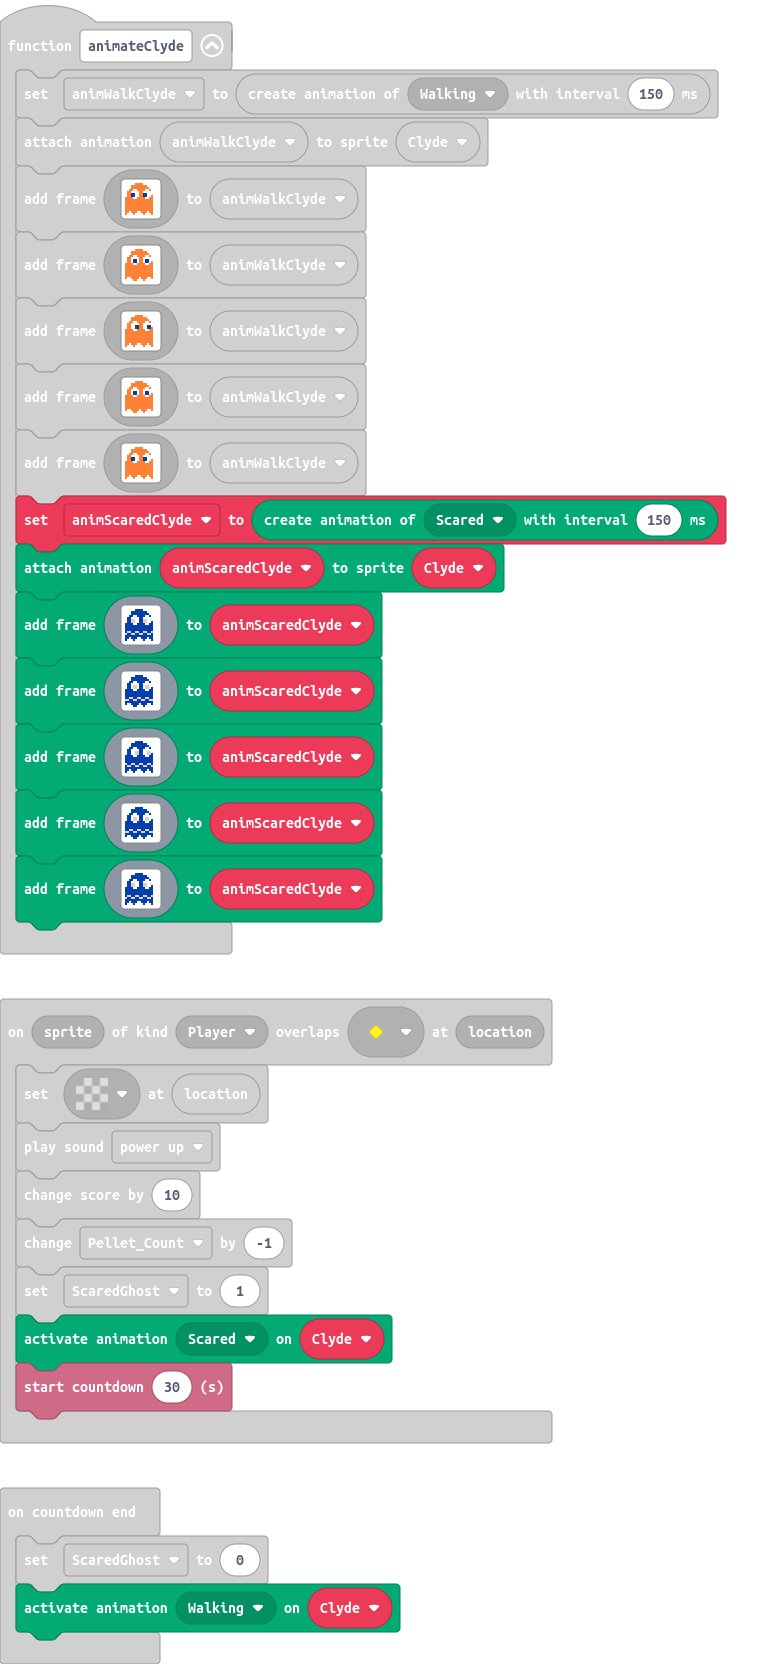 function animateClyde
set animWalkClyde to create animation of Walking with interval 150 ms
attach animation animWalkClyde to sprite Clyde
add frame to animWalkClyde
add frame to animWalkClyde
add frame to animWalkClyde
add frame to animWalkClyde
add frame to animWalkClyde
set animScaredClyde to create animation of Scared with interval 150 ms
attach animation animScaredClyde to sprite Clyde
add frame to animScaredClyde
add frame to animScaredClyde
add frame to animScaredClyde
add frame to animScaredClyde
add frame to animScaredClyde
on sprite of kind Player overlaps at location
set at location
play sound power up
change score by 10
change Pellet_Count by -1
set ScaredGhost to 1
activate animation Scared on Clyde
start countdown 30 (s)
on countdown end
set ScaredGhost to 0
activate animation Walking on Clyde